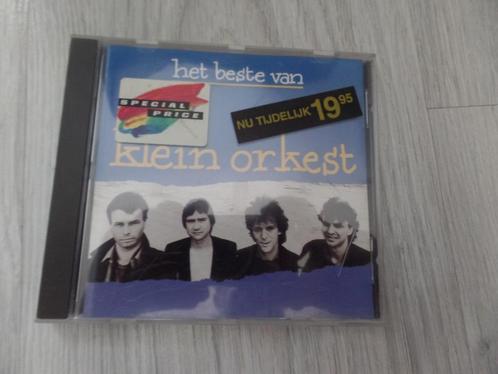 het beste van
SPECIAL
PRICE
NU TIJDELIJK 19 95
klein orkest